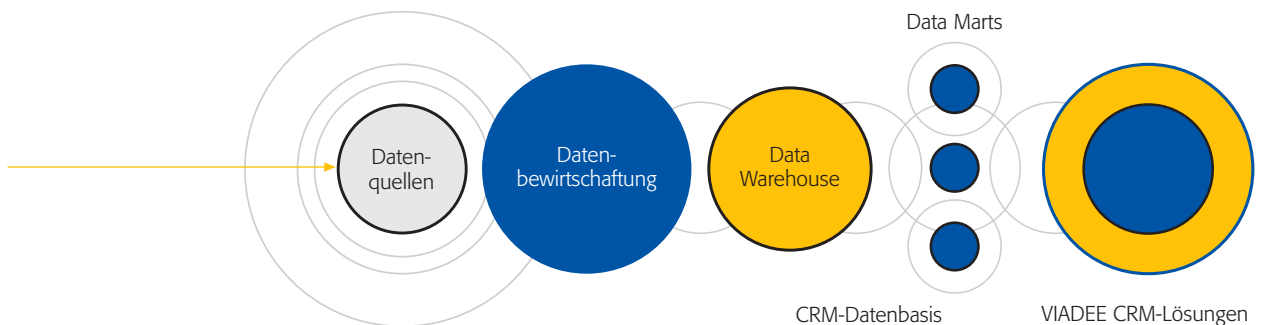 Data Marts
Daten-
quellen
Daten-
bewirtschaftung
Data
Warehouse
CRM-Datenbasis
VIADEE CRM-Lösungen